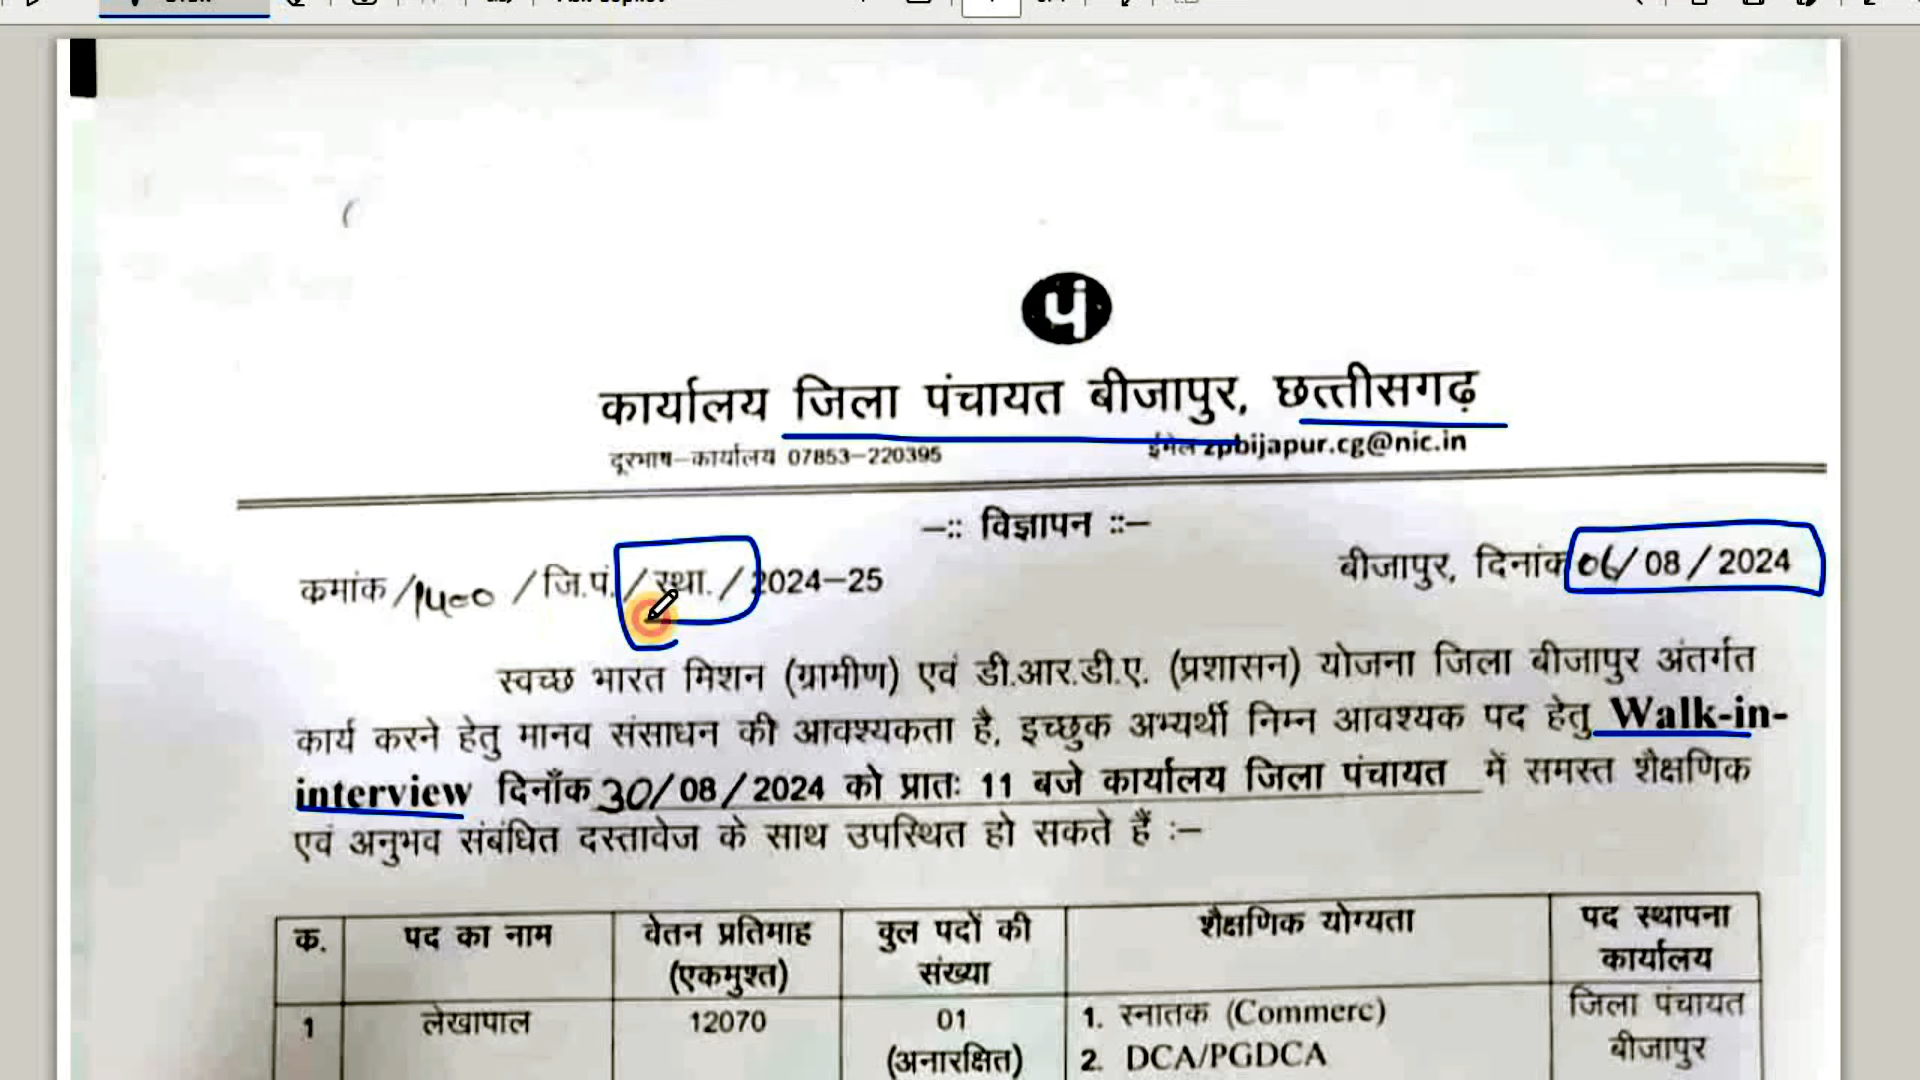 पं
कार्यालय जिला पंचायत बीजापुर, छत्तीसगढ़
दूरभाष–कार्यालय 07853–220395 ईमेल zpbijapur.cg@nic.in
–:: विज्ञापन ::–
कमांक /1400 /जि.पं./स्था./2024–25 बीजापुर, दिनांक 06/08/2024
स्वच्छ भारत मिशन (ग्रामीण) एवं डी.आर.डी.ए. (प्रशासन) योजना जिला बीजापुर अंतर्गत
कार्य करने हेतु मानव संसाधन की आवश्यकता है, इच्छुक अभ्यर्थी निम्न आवश्यक पद हेतु Walk-in-
interview दिनाँक 30/08/2024 को प्रातः 11 बजे कार्यालय जिला पंचायत में समस्त शैक्षणिक
एवं अनुभव संबंधित दस्तावेज के साथ उपस्थित हो सकते हैं :–
क. पद का नाम वेतन प्रतिमाह (एकमुश्त) कुल पदों की संख्या शैक्षणिक योग्यता पद स्थापना कार्यालय
1 लेखापाल 12070 01 (अनारक्षित) 1. स्नातक (Commerc) जिला पंचायत बीजापुर
2. DCA/PGDCA